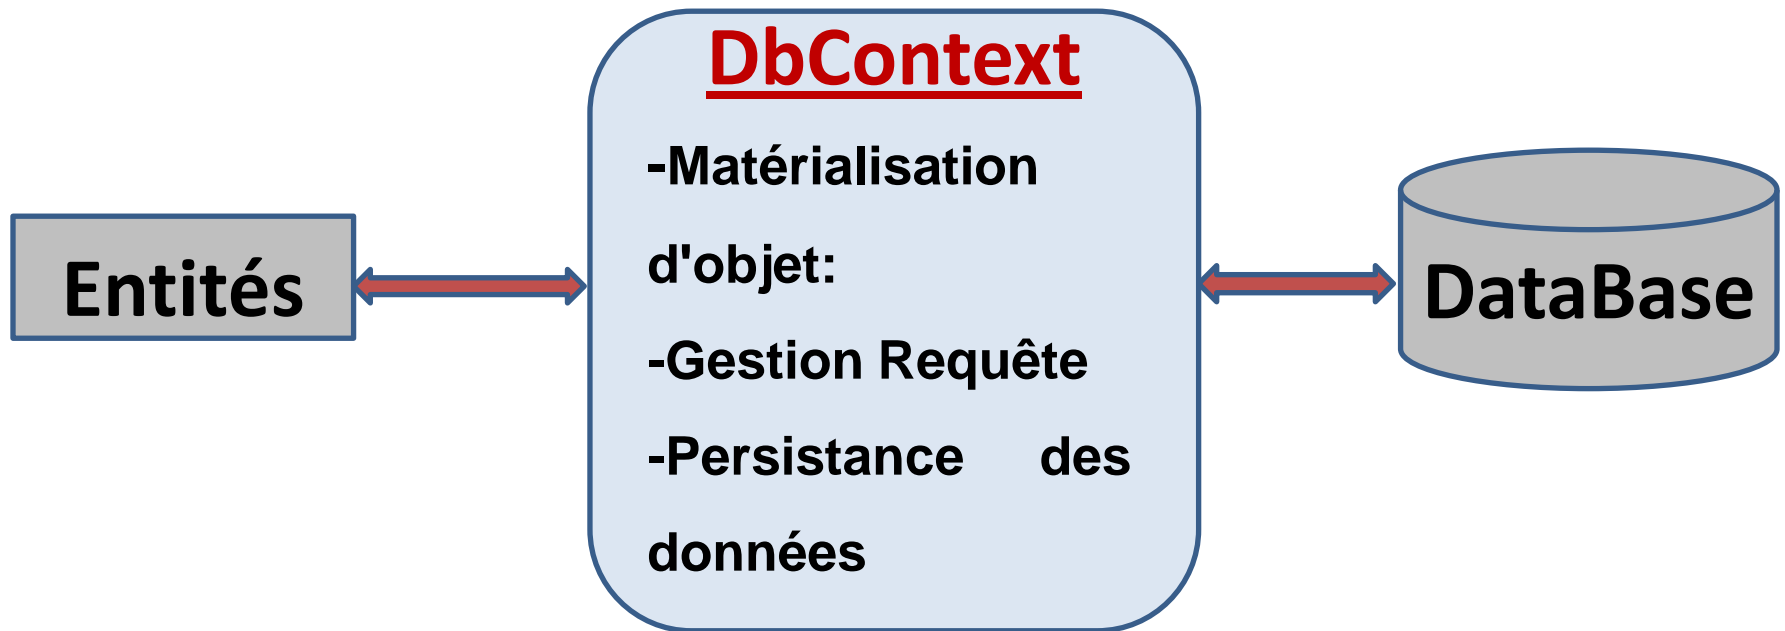 DbContext
-Matérialisation
d'objet:
-Gestion Requête
-Persistance des
données
Entités
DataBase